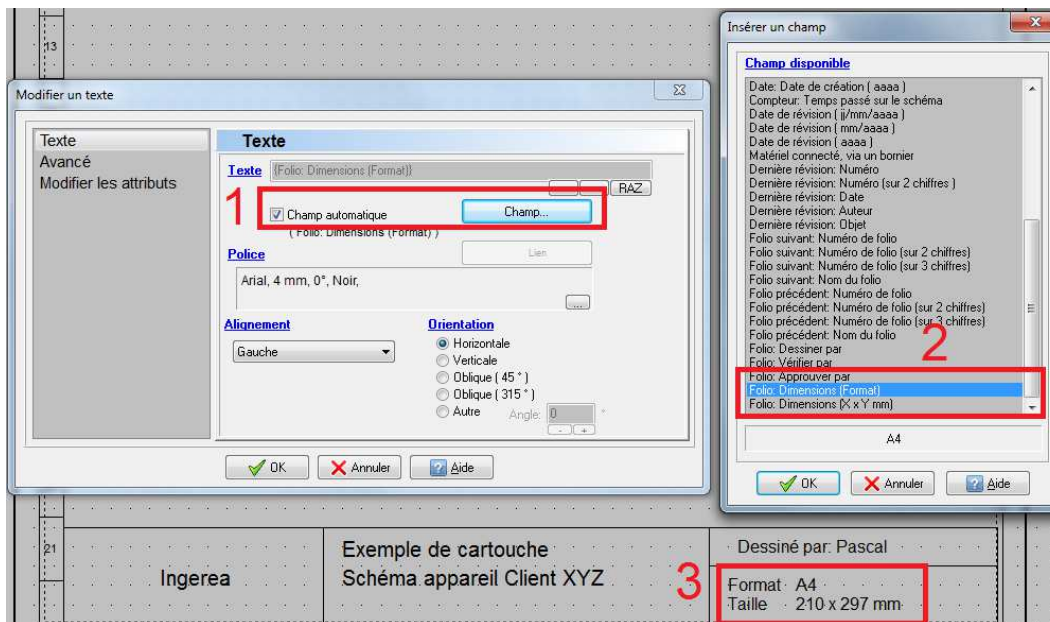 13
Modifier un texte
Texte
Avancé
Modifier les attributs
Texte
Texte
(Folio: Dimensions (Format))
RAZ
1
Champ automatique
Champ...
( Folio: Dimensions (Format) )
Police
Lien
Arial, 4 mm, 0°, Noir,
...
Alignement
Gauche
Orientation
Horizontale
Verticale
Oblique ( 45 ° )
Oblique ( 315 ° )
Autre
Angle:
0
°
-
+
OK
Annuler
Aide
Insérer un champ
Champ disponible
Date: Date de création ( aaaa )
Compteur: Temps passé sur le schéma
Date de révision ( jj/mm/aaaa )
Date de révision ( mm/aaaa )
Date de révision ( aaaa )
Matériel connecté, via un bornier
Dernière révision: Numéro
Dernière révision: Numéro (sur 2 chiffres )
Dernière révision: Date
Dernière révision: Auteur
Dernière révision: Objet
Folio suivant: Numéro de folio
Folio suivant: Numéro de folio (sur 2 chiffres)
Folio suivant: Numéro de folio (sur 3 chiffres)
Folio suivant: Nom du folio
Folio précédent: Numéro de folio
Folio précédent: Numéro de folio (sur 2 chiffres)
Folio précédent: Numéro de folio (sur 3 chiffres)
Folio précédent: Nom du folio
Folio: Dessiner par
Folio: Vérifier par
Folio: Approuver par
Folio: Dimensions (Format)
Folio: Dimensions (X x Y mm)
2
A4
OK
Annuler
Aide
21
Ingerea
Exemple de cartouche
Schéma appareil Client XYZ
Dessiné par: Pascal
3
Format A4
Taille 210 x 297 mm